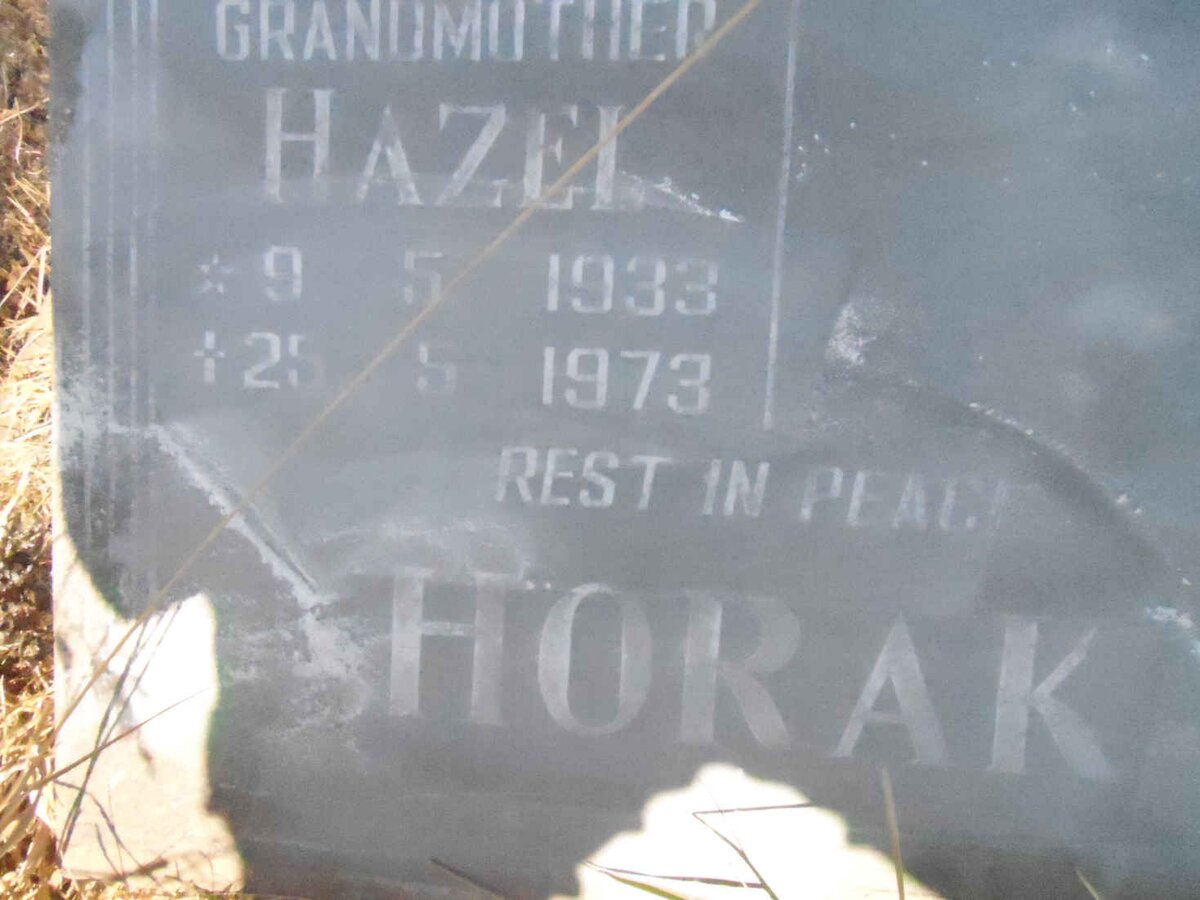 GRANDMOTHER
HAZEL
☆ 9 5 1933
† 25 5 1973
REST IN PEACE
HORAK